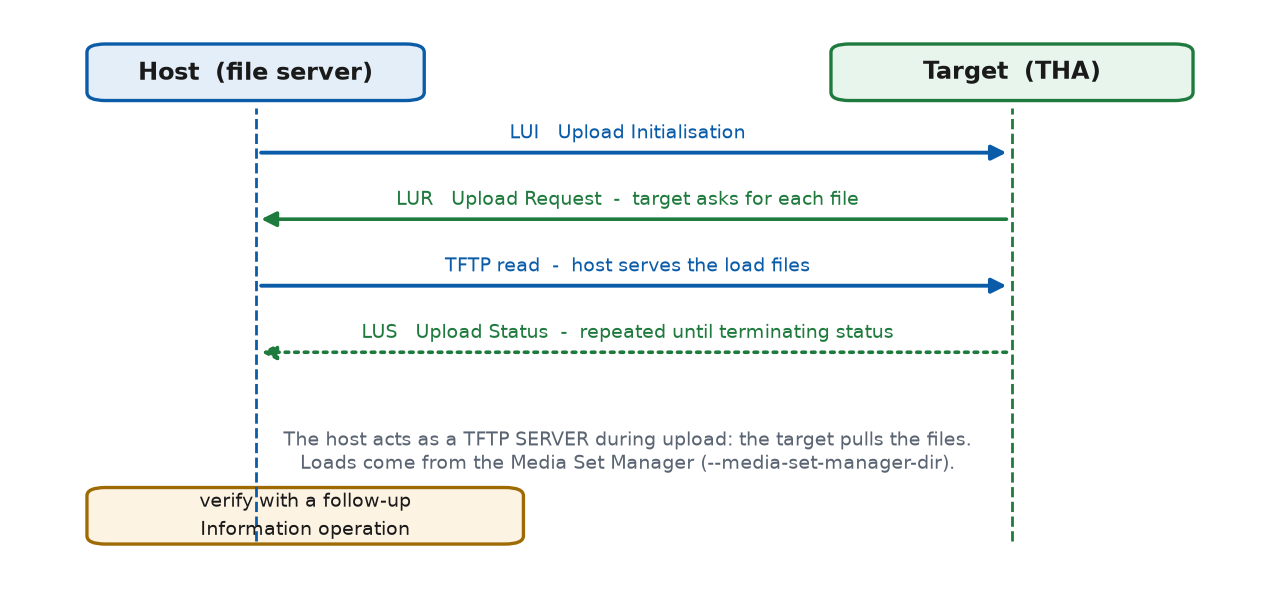 Host  (file server)
Target  (THA)
LUI   Upload Initialisation
LUR   Upload Request  -  target asks for each file
TFTP read  -  host serves the load files
LUS   Upload Status  -  repeated until terminating status
The host acts as a TFTP SERVER during upload: the target pulls the files.
Loads come from the Media Set Manager (--media-set-manager-dir).
verify with a follow-up
Information operation